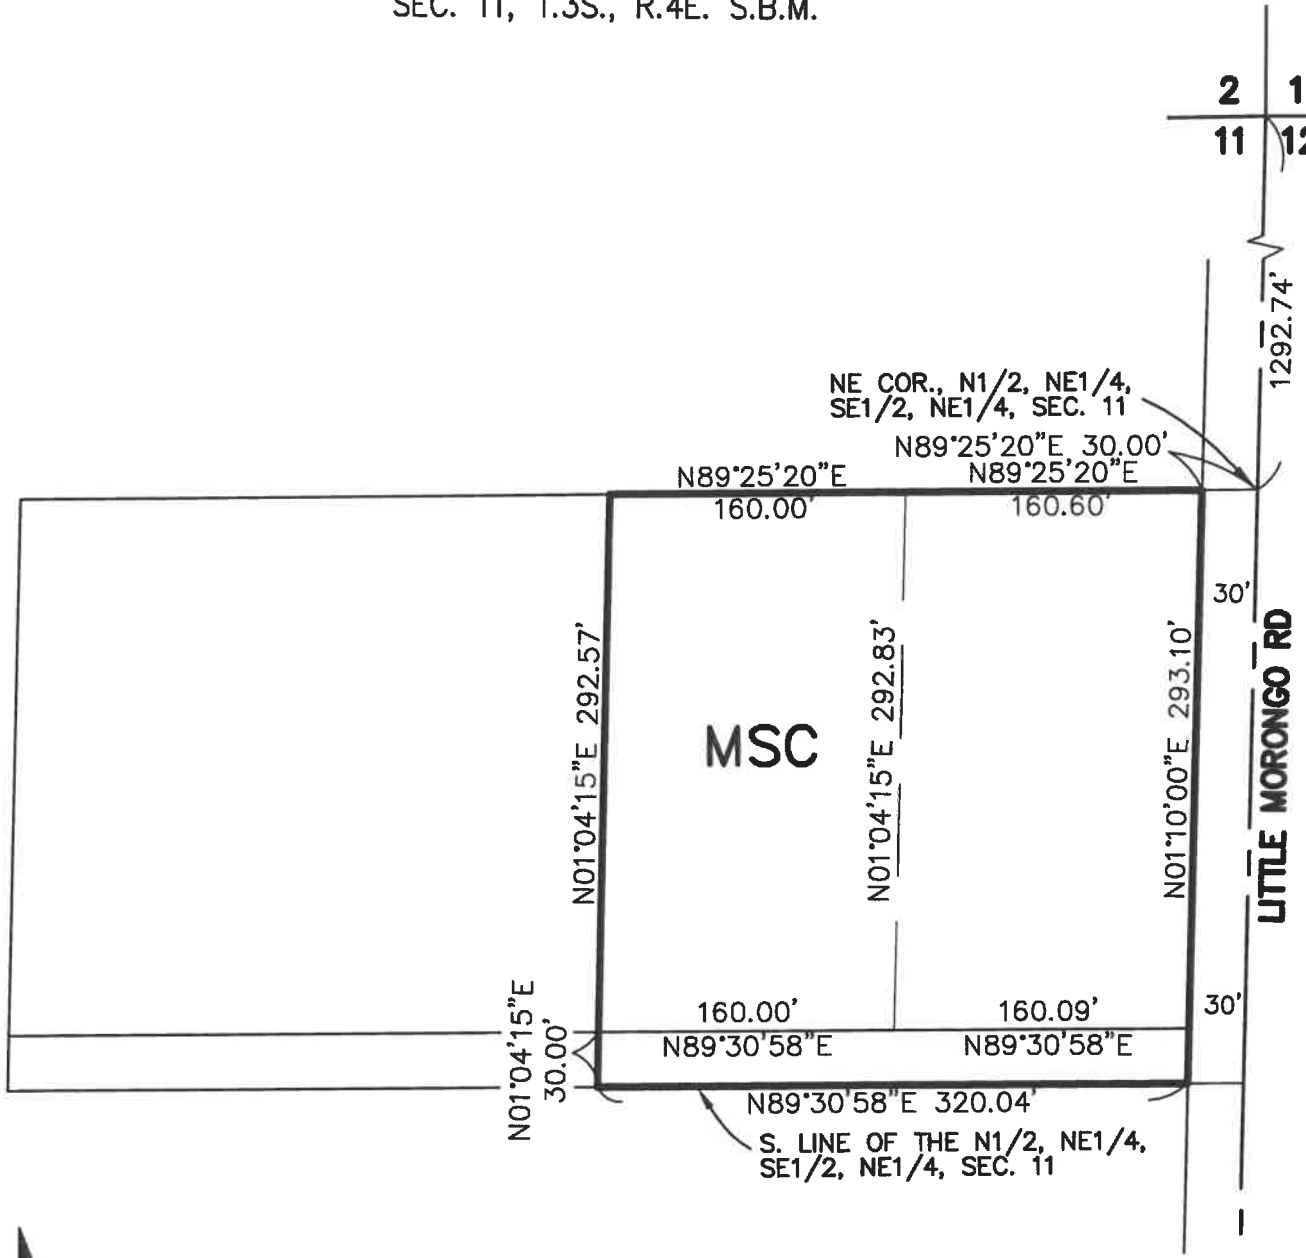 SEC. 11, T.3S., R.4E. S.B.M.
2 1
11 12
1292.74'
NE COR., N1/2, NE1/4,
SE1/2, NE1/4, SEC. 11
N89°25'20"E 30.00'
N89°25'20"E
N89°25'20"E
160.00'
160.60'
30'
N01°04'15"E 292.57'
N01°04'15"E 292.83'
N01°10'00"E 293.10'
LITTLE MORONGO RD
MSC
30'
N01°04'15"E
30.00'
160.00'
160.09'
N89°30'58"E
N89°30'58"E
N89°30'58"E 320.04'
S. LINE OF THE N1/2, NE1/4,
SE1/2, NE1/4, SEC. 11